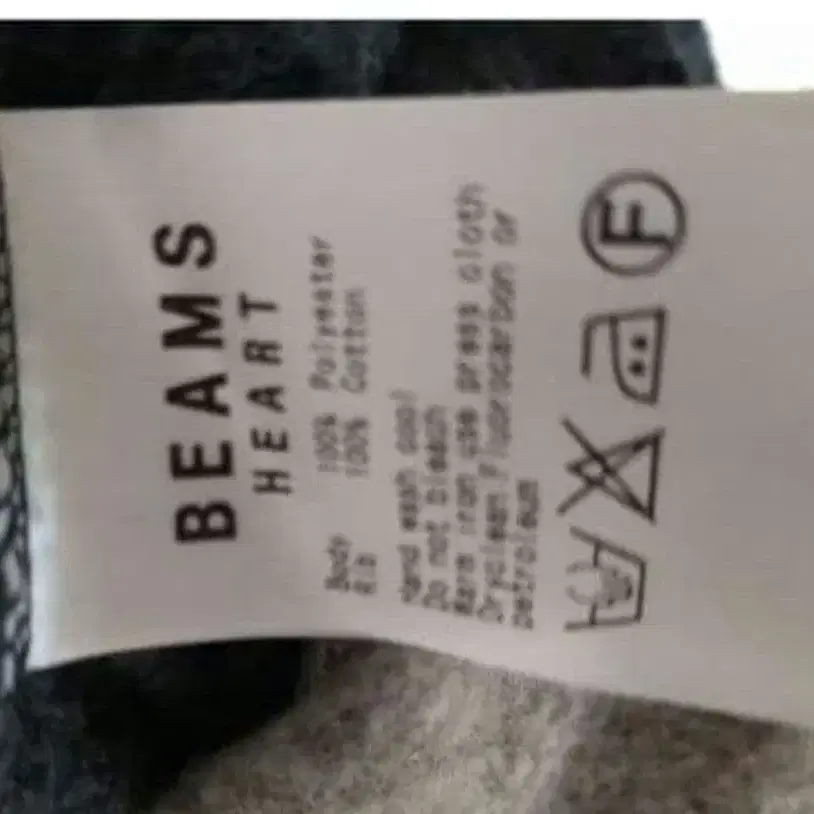 BEAMS
HEART
Body 100% Polyester
Rib 100% Cotton
Hand wash cool
Do not bleach
Warm iron use press cloth
Dryclean,Fluorocarbon or
petroleum
F